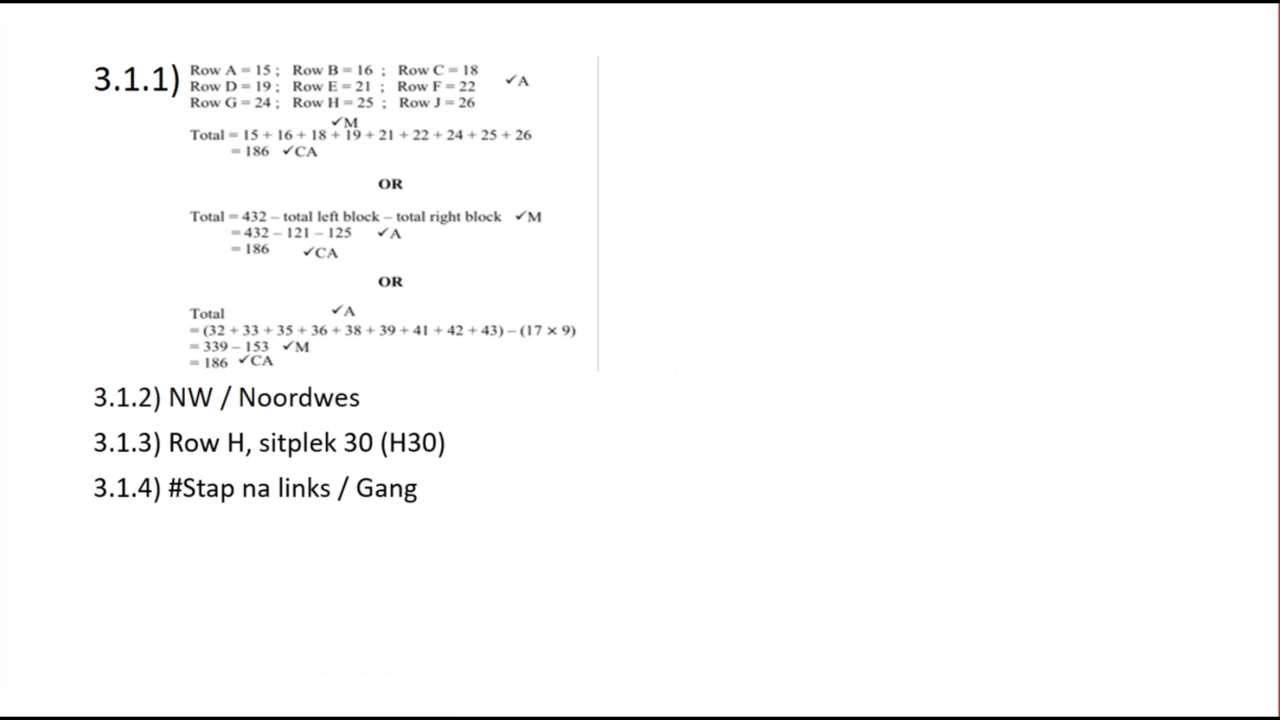 3.1.1) Row A = 15 ; Row B = 16 ; Row C = 18
Row D = 19 ; Row E = 21 ; Row F = 22 ✓A
Row G = 24 ; Row H = 25 ; Row J = 26
✓M
Total = 15 + 16 + 18 + 19 + 21 + 22 + 24 + 25 + 26
= 186 ✓CA
OR
Total = 432 – total left block – total right block ✓M
= 432 – 121 – 125 ✓A
= 186 ✓CA
OR
Total ✓A
= (32 + 33 + 35 + 36 + 38 + 39 + 41 + 42 + 43) – (17 × 9)
= 339 – 153 ✓M
= 186 ✓CA
3.1.2) NW / Noordwes
3.1.3) Row H, sitplek 30 (H30)
3.1.4) #Stap na links / Gang